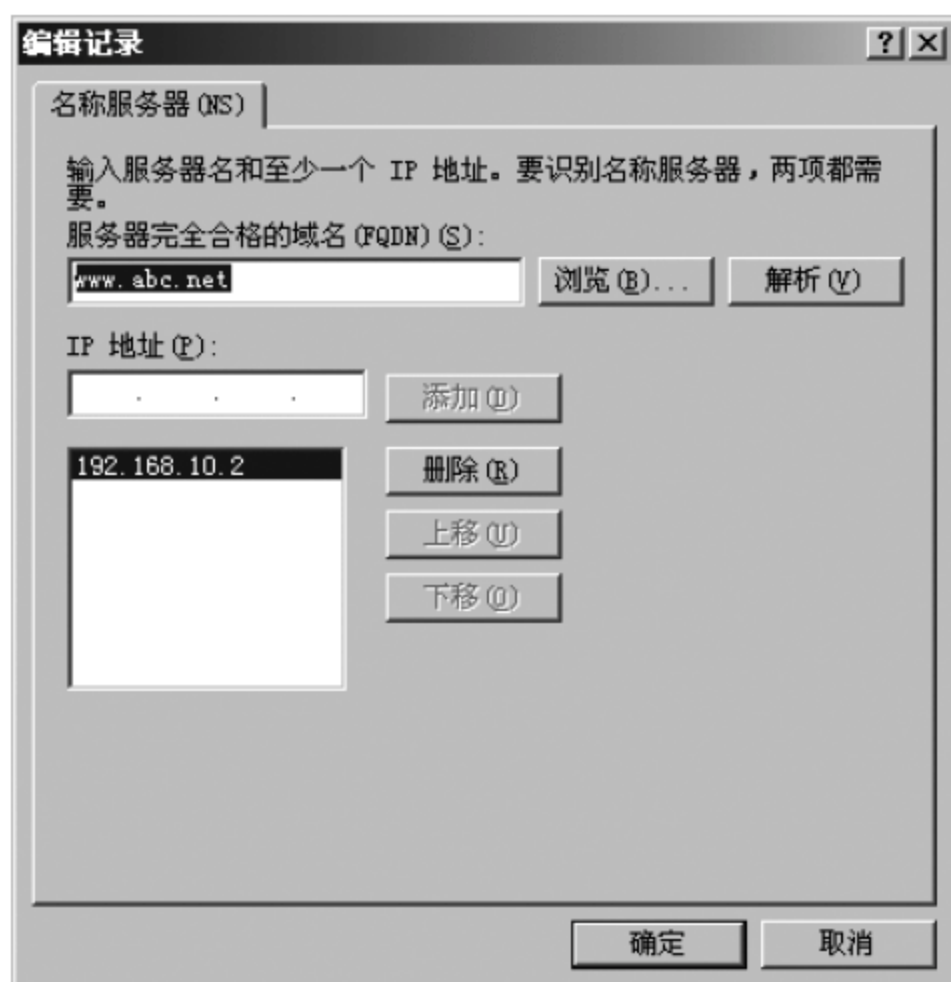 编辑记录
名称服务器(NS)
输入服务器名和至少一个 IP 地址。要识别名称服务器，两项都需
要。
服务器完全合格的域名(FQDN)(S):
www.abc.net 浏览(B)... 解析(V)
IP 地址(P):
. . . 添加(D)
192.168.10.2 删除(R)
上移(U)
下移(O)
确定 取消